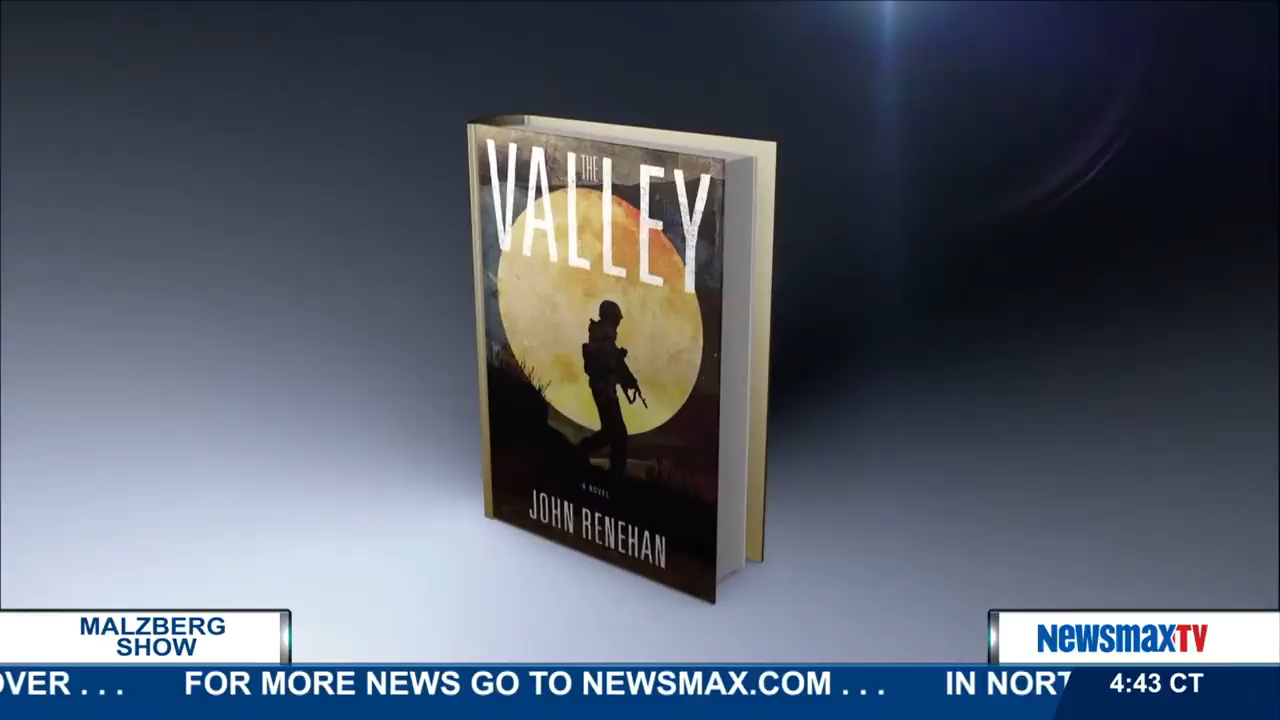 THE
VALLEY
A NOVEL
JOHN RENEHAN
MALZBERG
SHOW
NEWSMAXTV
OVER . . . FOR MORE NEWS GO TO NEWSMAX.COM . . . IN NORT
4:43 CT